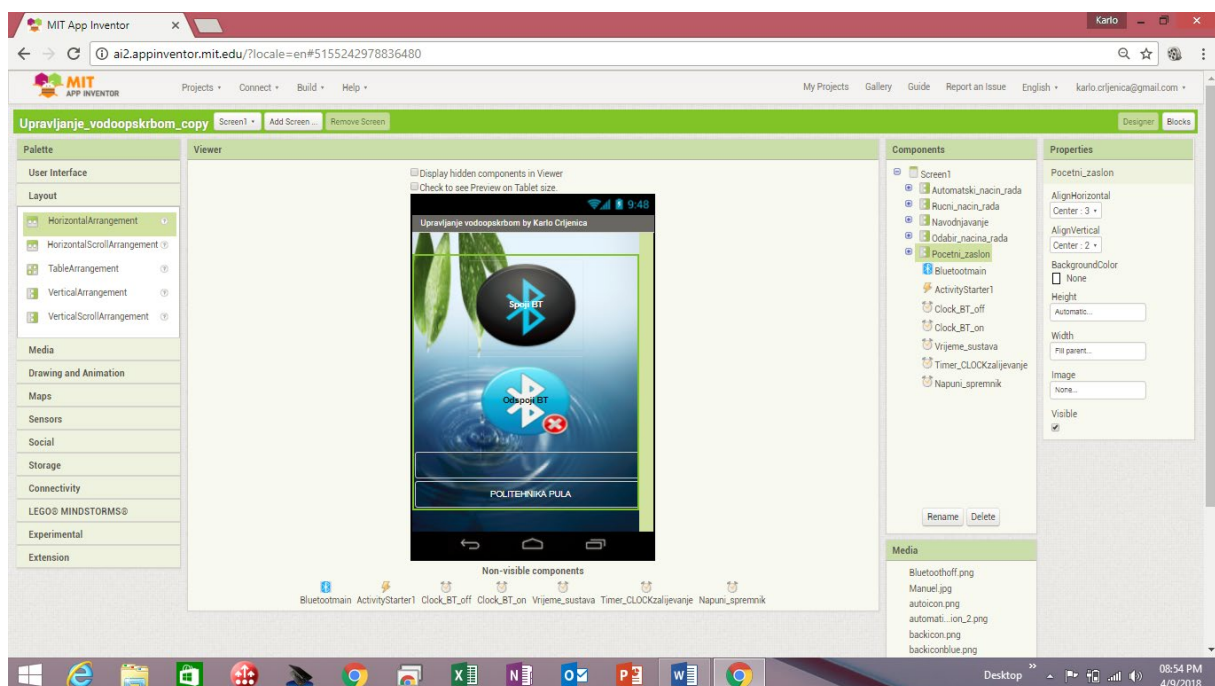 MIT App Inventor
Karlo
ai2.appinventor.mit.edu/?locale=en#5155242978836480
MIT
APP INVENTOR
Projects
Connect
Build
Help
My Projects
Gallery
Guide
Report an Issue
English
karlo.crljenica@gmail.com
Upravljanje_vodoopskrbom_copy
Screen1
Add Screen ...
Remove Screen
Designer
Blocks
Palette
User Interface
Layout
HorizontalArrangement
HorizontalScrollArrangement
TableArrangement
VerticalArrangement
VerticalScrollArrangement
Media
Drawing and Animation
Maps
Sensors
Social
Storage
Connectivity
LEGO® MINDSTORMS®
Experimental
Extension
Viewer
Display hidden components in Viewer
Check to see Preview on Tablet size.
9:48
Upravljanje vodoopskrbom by Karlo Crljenica
Spoji BT
Odspoji BT
POLITEHNIKA PULA
Non-visible components
Bluetootmain ActivityStarter1 Clock_BT_off Clock_BT_on Vrijeme_sustava Timer_CLOCKzalijevanje Napuni_spremnik
Components
Screen1
Automatski_nacin_rada
Rucni_nacin_rada
Navodnjavanje
Odabir_nacina_rada
Pocetni_zaslon
Bluetootmain
ActivityStarter1
Clock_BT_off
Clock_BT_on
Vrijeme_sustava
Timer_CLOCKzalijevanje
Napuni_spremnik
Rename
Delete
Media
Bluetoothoff.png
Manuel.jpg
autoicon.png
automati...ion_2.png
backicon.png
backiconblue.png
Properties
Pocetni_zaslon
AlignHorizontal
Center : 3
AlignVertical
Center : 2
BackgroundColor
None
Height
Automatic...
Width
Fill parent...
Image
None...
Visible
Desktop
08:54 PM
4/9/2018